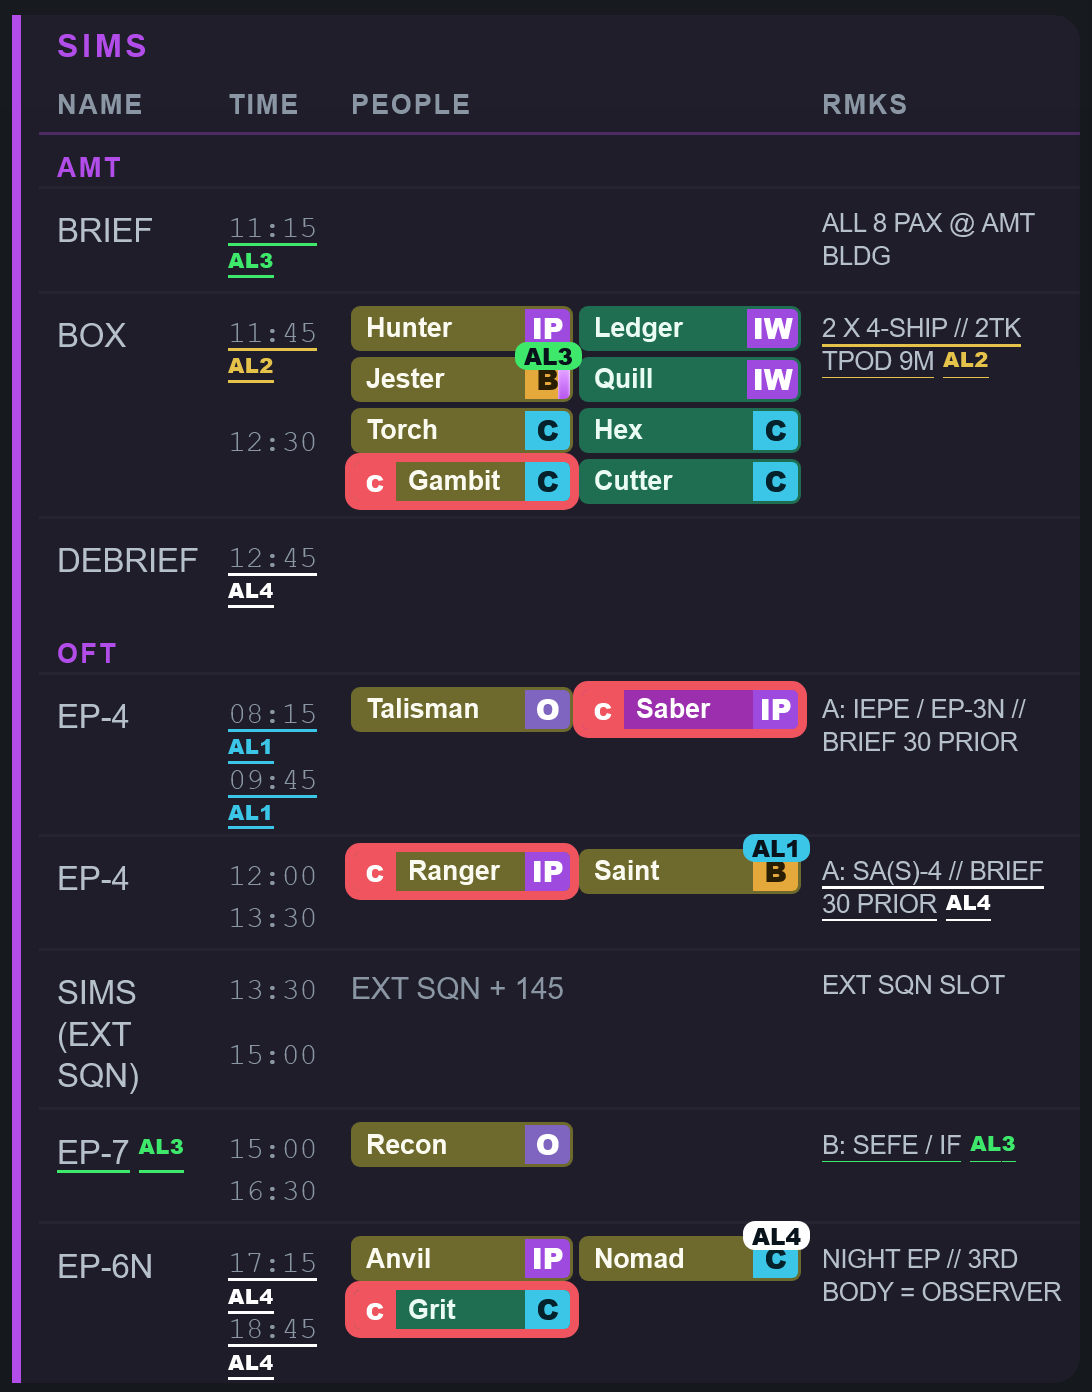 SIMS
NAME TIME PEOPLE RMKS
AMT
BRIEF 11:15 ALL 8 PAX @ AMT
AL3 BLDG
BOX 11:45 Hunter IP Ledger IW 2 X 4-SHIP // 2TK
AL2 Jester AL3 B Quill IW TPOD 9M AL2
12:30 Torch C Hex C
c Gambit C Cutter C
DEBRIEF 12:45
AL4
OFT
EP-4 08:15 Talisman O c Saber IP A: IEPE / EP-3N //
AL1 BRIEF 30 PRIOR
09:45
AL1
EP-4 12:00 c Ranger IP Saint AL1 B A: SA(S)-4 // BRIEF
13:30 30 PRIOR AL4
SIMS 13:30 EXT SQN + 145 EXT SQN SLOT
(EXT
SQN) 15:00
EP-7 AL3 15:00 Recon O B: SEFE / IF AL3
16:30
EP-6N 17:15 Anvil IP Nomad AL4 C NIGHT EP // 3RD
AL4 c Grit C BODY = OBSERVER
18:45
AL4